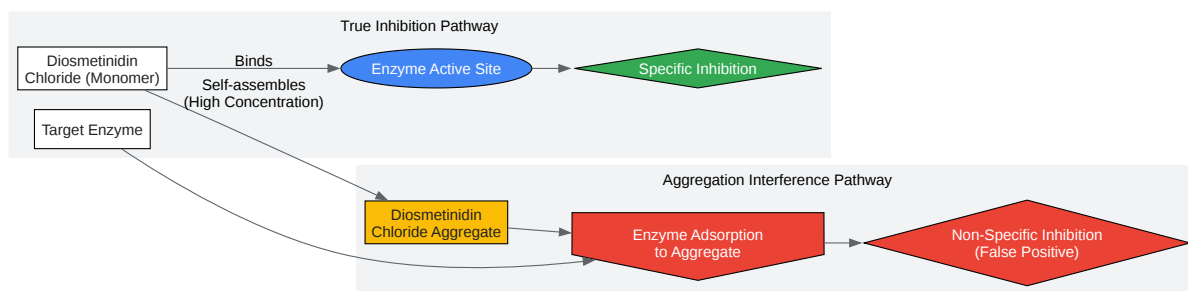 True Inhibition Pathway
Diosmetinidin
Chloride (Monomer)
Binds
Enzyme Active Site
Specific Inhibition
Self-assembles
(High Concentration)
Target Enzyme
Aggregation Interference Pathway
Diosmetinidin
Chloride Aggregate
Enzyme Adsorption
to Aggregate
Non-Specific Inhibition
(False Positive)